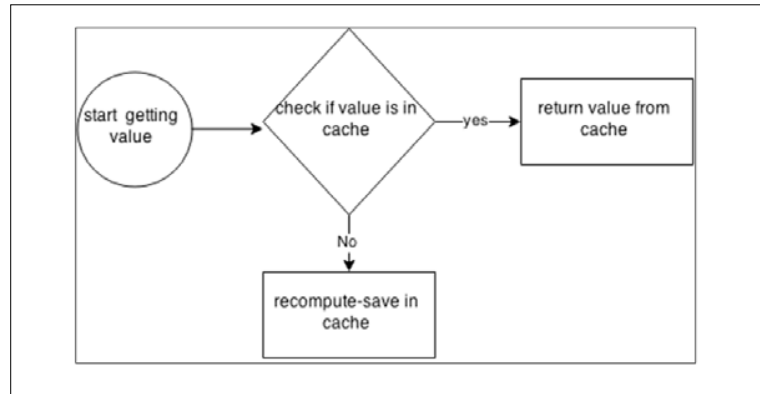 start getting
value
check if value is in
cache
yes
return value from
cache
No
recompute-save in
cache